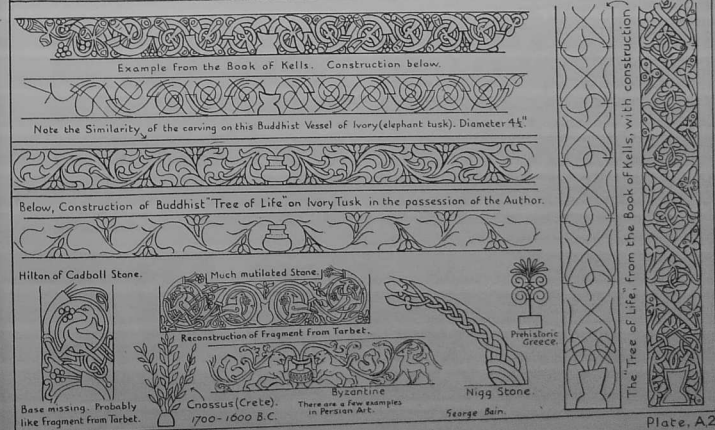 Example from the Book of Kells. Construction below.
Note the Similarity of the carving on this Buddhist Vessel of Ivory (elephant tusk). Diameter 4½".
Below, Construction of Buddhist "Tree of Life" on Ivory Tusk in the possession of the Author.
Hilton of Cadboll Stone.
Base missing. Probably
like fragment from Tarbet.
Much mutilated Stone.
Reconstruction of Fragment from Tarbet.
Cnossus (Crete).
1700-1600 B.C.
Byzantine
There are a few examples
in Persian Art.
Nigg Stone.
George Bain.
Prehistoric
Greece.
The "Tree of Life", from the Book of Kells, with construction
Plate, A.2